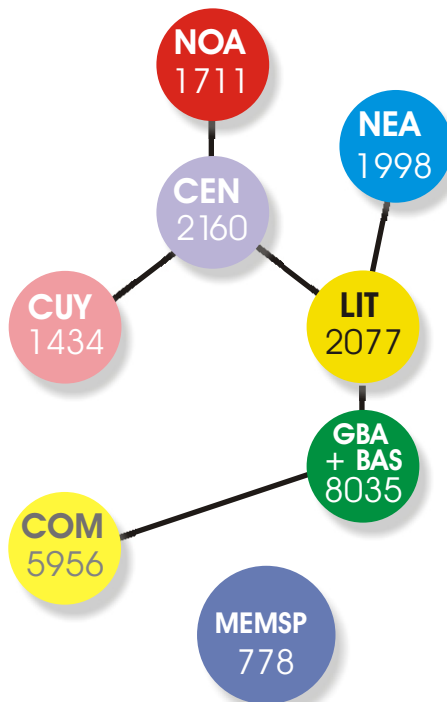 NOA
1711
NEA
1998
CEN
2160
CUY
1434
LIT
2077
GBA
+ BAS
8035
COM
5956
MEMSP
778